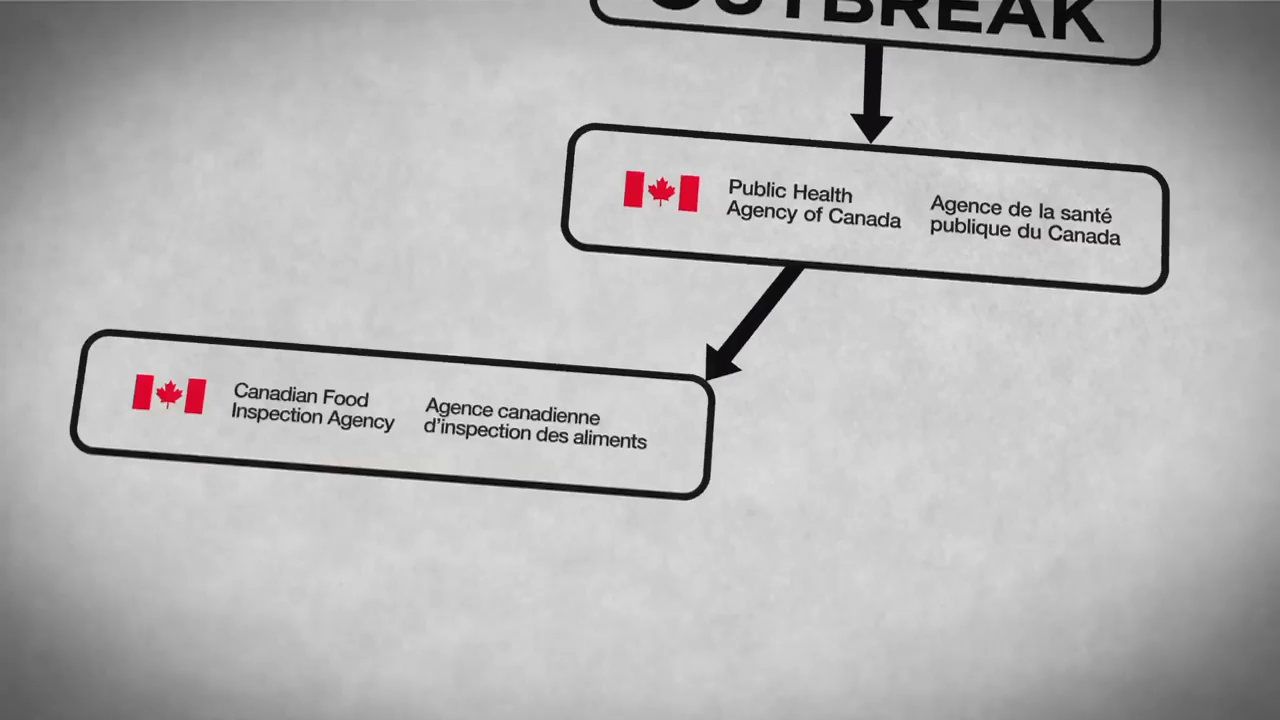 OUTBREAK
Public Health
Agency of Canada
Agence de la santé
publique du Canada
Canadian Food
Inspection Agency
Agence canadienne
d'inspection des aliments